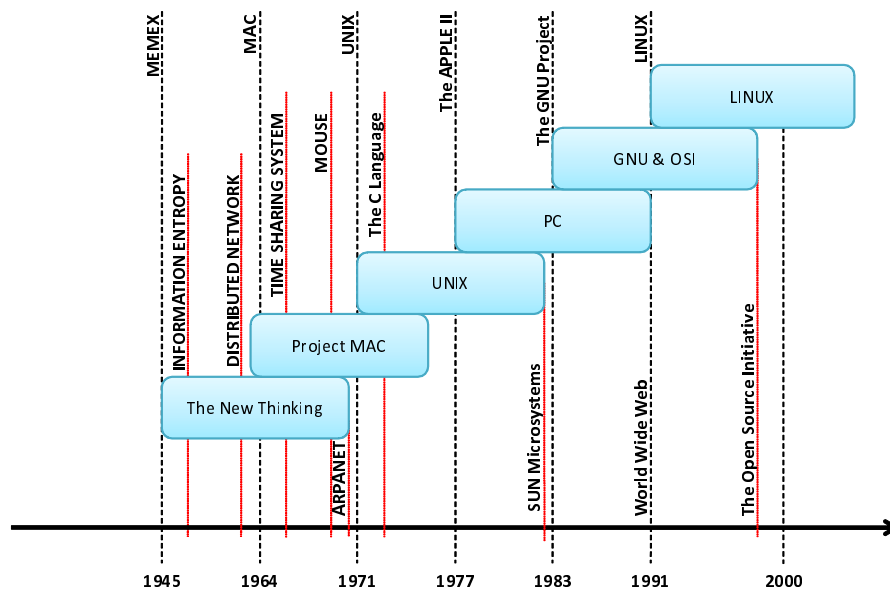 MEMEX
MAC
UNIX
The APPLE II
The GNU Project
LINUX
INFORMATION ENTROPY
DISTRIBUTED NETWORK
TIME SHARING SYSTEM
MOUSE
The C Language
LINUX
GNU & OSI
PC
UNIX
Project MAC
The New Thinking
ARPANET
SUN Microsystems
World Wide Web
The Open Source Initiative
1945
1964
1971
1977
1983
1991
2000